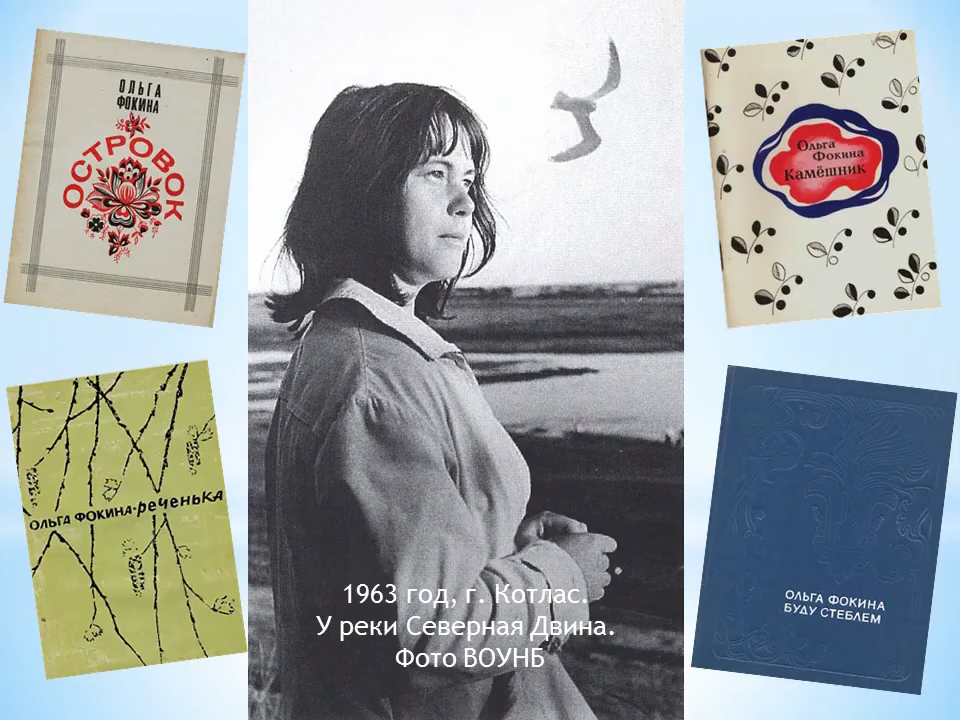 ОЛЬГА
ФОКИНА
ОСТРОВОК
Ольга
Фокина
Камёшник
ОЛЬГА ФОКИНА-реченька
ОЛЬГА ФОКИНА
БУДУ СТЕБЛЕМ
1963 год, г. Котлас.
У реки Северная Двина.
Фото ВОУНБ